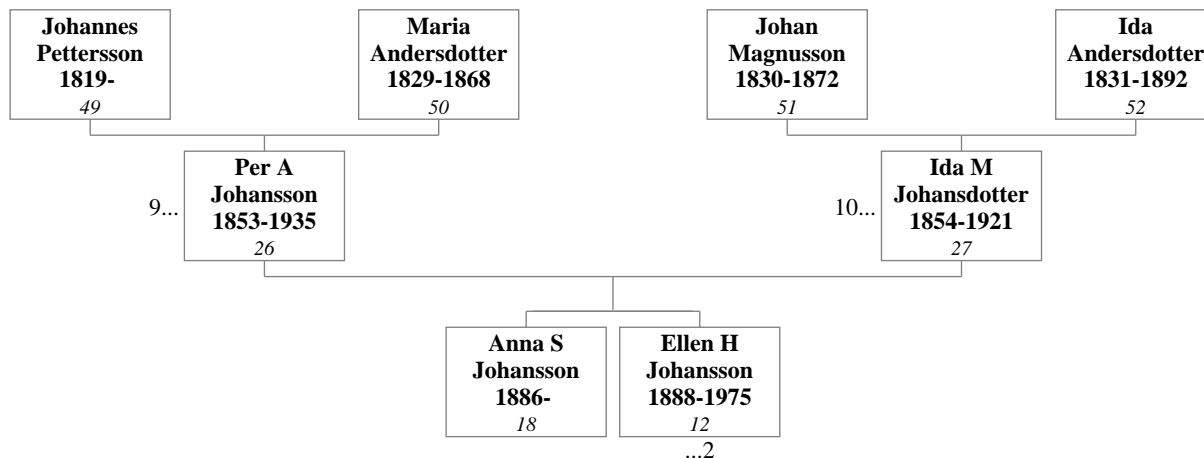 Johannes
Pettersson
1819-
49
Maria
Andersdotter
1829-1868
50
Johan
Magnusson
1830-1872
51
Ida
Andersdotter
1831-1892
52
9...
Per A
Johansson
1853-1935
26
10...
Ida M
Johansdotter
1854-1921
27
Anna S
Johansson
1886-
18
Ellen H
Johansson
1888-1975
12
...2